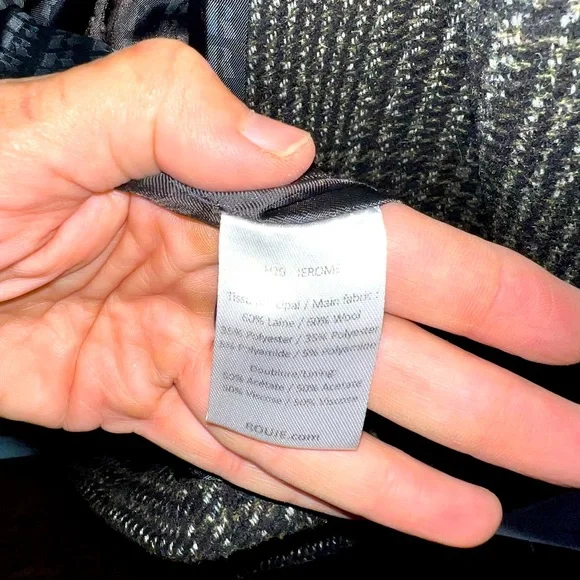 JEROME
Tissu principal / Main fabric :
60% Laine / 60% Wool
35% Polyester / 35% Polyester
5% Polyamide / 5% Polyamide
Doublure/Lining:
50% Acetate / 50% Acetate
50% Viscose / 50% Viscose
ROUJE.com